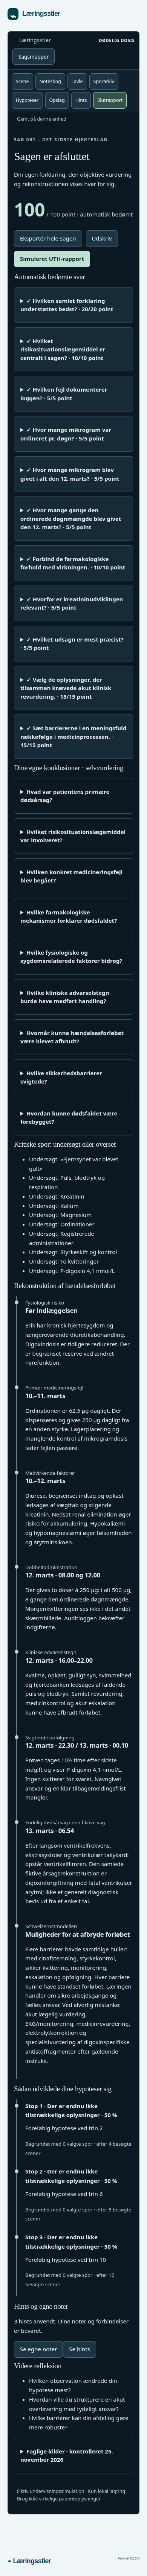 Læringsstier
← Læringsstier
DØDELIG DOSIS
Sagsmapper
Scene
Notesbog
Tavle
Sporarkiv
Hypoteser
Opslag
Hints
Slutrapport
Gemt på denne enhed
SAG 001 – DET SIDSTE HJERTESLAG
Sagen er afsluttet
Din egen forklaring, den objektive vurdering
og rekonstruktionen vises hver for sig.
100 / 100 point · automatisk bedømt
Eksportér hele sagen
Udskriv
Simuleret UTH-rapport
Automatisk bedømte svar
▶ ✓ Hvilken samlet forklaring
understøttes bedst? · 20/20 point
▶ ✓ Hvilket
risikosituationslægemiddel er
centralt i sagen? · 10/10 point
▶ ✓ Hvilken fejl dokumenterer
loggen? · 5/5 point
▶ ✓ Hvor mange mikrogram var
ordineret pr. døgn? · 5/5 point
▶ ✓ Hvor mange mikrogram blev
givet i alt den 12. marts? · 5/5 point
▶ ✓ Hvor mange gange den
ordinerede døgnmængde blev givet
den 12. marts? · 5/5 point
▶ ✓ Forbind de farmakologiske
forhold med virkningen. · 10/10 point
▶ ✓ Hvorfor er kreatininudviklingen
relevant? · 5/5 point
▶ ✓ Hvilket udsagn er mest præcist?
· 5/5 point
▶ ✓ Vælg de oplysninger, der
tilsammen krævede akut klinisk
revurdering. · 15/15 point
▶ ✓ Sæt barriererne i en meningsfuld
rækkefølge i medicinprocessen. ·
15/15 point
Dine egne konklusioner · selvvurdering
▶ Hvad var patientens primære
dødsårsag?
▶ Hvilket risikosituationslægemiddel
var involveret?
▶ Hvilken konkret medicineringsfejl
blev begået?
▶ Hvilke farmakologiske
mekanismer forklarer dødsfaldet?
▶ Hvilke fysiologiske og
sygdomsrelaterede faktorer bidrog?
▶ Hvilke kliniske advarselstegn
burde have medført handling?
▶ Hvornår kunne hændelsesforløbet
være blevet afbrudt?
▶ Hvilke sikkerhedsbarrierer
svigtede?
▶ Hvordan kunne dødsfaldet være
forebygget?
Kritiske spor: undersøgt eller overset
Undersøgt: »Fjernsynet var blevet
gult«
Undersøgt: Puls, blodtryk og
respiration
Undersøgt: Kreatinin
Undersøgt: Kalium
Undersøgt: Magnesium
Undersøgt: Ordinationer
Undersøgt: Registrerede
administrationer
Undersøgt: Styrkeskift og kontrol
Undersøgt: To kvitteringer
Undersøgt: P-digoxin 4,1 nmol/L
Rekonstruktion af hændelsesforløbet
Fysiologisk risiko
Før indlæggelsen
Erik har kronisk hjertesygdom og
længerevarende diuretikabehandling.
Digoxindosis er tidligere reduceret. Der
er begrænset reserve ved ændret
nyrefunktion.
Primær medicineringsfejl
10.–11. marts
Ordinationen er 62,5 µg dagligt. Der
dispenseres og gives 250 µg dagligt fra
en anden styrke. Lagerplacering og
manglende kontrol af mikrogramdosis
lader fejlen passere.
Medvirkende faktorer
10.–12. marts
Diurese, begrænset indtag og opkast
ledsages af vægttab og stigende
kreatinin. Nedsat renal elimination øger
risiko for akkumulering. Hypokaliæmi
og hypomagnesiæmi øger følsomheden
og arytmirisikoen.
Dobbeltadministration
12. marts · 08.00 og 12.00
Der gives to doser à 250 µg: i alt 500 µg,
8 gange den ordinerede døgnmængde.
Morgenkvitteringen ses ikke i det andet
skærmbillede. Auditloggen bekræfter
indgifterne.
Kliniske advarselstegn
12. marts · 16.00–22.00
Kvalme, opkast, gulligt syn, svimmelhed
og hjertebanken ledsages af faldende
puls og blodtryk. Samlet revurdering,
medicinkontrol og akut eskalation
kunne have afbrudt forløbet.
Svigtende opfølgning
12. marts · 22.30 / 13. marts · 00.10
Prøven tages 10½ time efter sidste
indgift og viser P-digoxin 4,1 nmol/L.
Ingen kvitterer for svaret. Navngivet
ansvar og en klar tilbagemeldingsfrist
mangler.
Endelig dødsårsag i den fiktive sag
13. marts · 06.54
Efter langsom ventrikelfrekvens,
ekstrasystoler og ventrikulær takykardi
opstår ventrikelflimren. Den samlede
fiktive årsagsrekonstruktion er
digoxinforgiftning med fatal ventrikulær
arytmi; ikke et generelt diagnostisk
bevis ud fra et enkelt tal.
Schweizerostmodellen
Muligheder for at afbryde forløbet
Flere barrierer havde samtidige huller:
medicinafstemning, styrkekontrol,
sikker kvittering, monitorering,
eskalation og opfølgning. Hver barriere
kunne have standset forløbet. Læringen
handler om sikre arbejdsgange og
fælles ansvar. Ved alvorlig mistanke:
akut lægelig vurdering,
EKG/monitorering, medicinrevurdering,
elektrolytkorrektion og
specialistvurdering af digoxinspecifikke
antistoffragmenter efter gældende
instruks.
Sådan udviklede dine hypoteser sig
Stop 1 · Der er endnu ikke
tilstrækkelige oplysninger · 50 %
Foreløbig hypotese ved trin 2
Begrundet med 0 valgte spor · efter 4 besøgte
scener
Stop 2 · Der er endnu ikke
tilstrækkelige oplysninger · 50 %
Foreløbig hypotese ved trin 6
Begrundet med 0 valgte spor · efter 8 besøgte
scener
Stop 3 · Der er endnu ikke
tilstrækkelige oplysninger · 50 %
Foreløbig hypotese ved trin 10
Begrundet med 0 valgte spor · efter 12
besøgte scener
Hints og egne noter
3 hints anvendt. Dine noter og forbindelser
er bevaret.
Se egne noter
Se hints
Videre refleksion
Hvilken observation ændrede din
hypotese mest?
Hvordan ville du strukturere en akut
overlevering med tydeligt ansvar?
Hvilke barrierer kan din afdeling gøre
mere robuste?
▶ Faglige kilder · kontrolleret 25.
november 2026
Fiktiv undervisningssimulation · Kun lokal lagring ·
Brug ikke virkelige patientoplysninger
Læringsstier